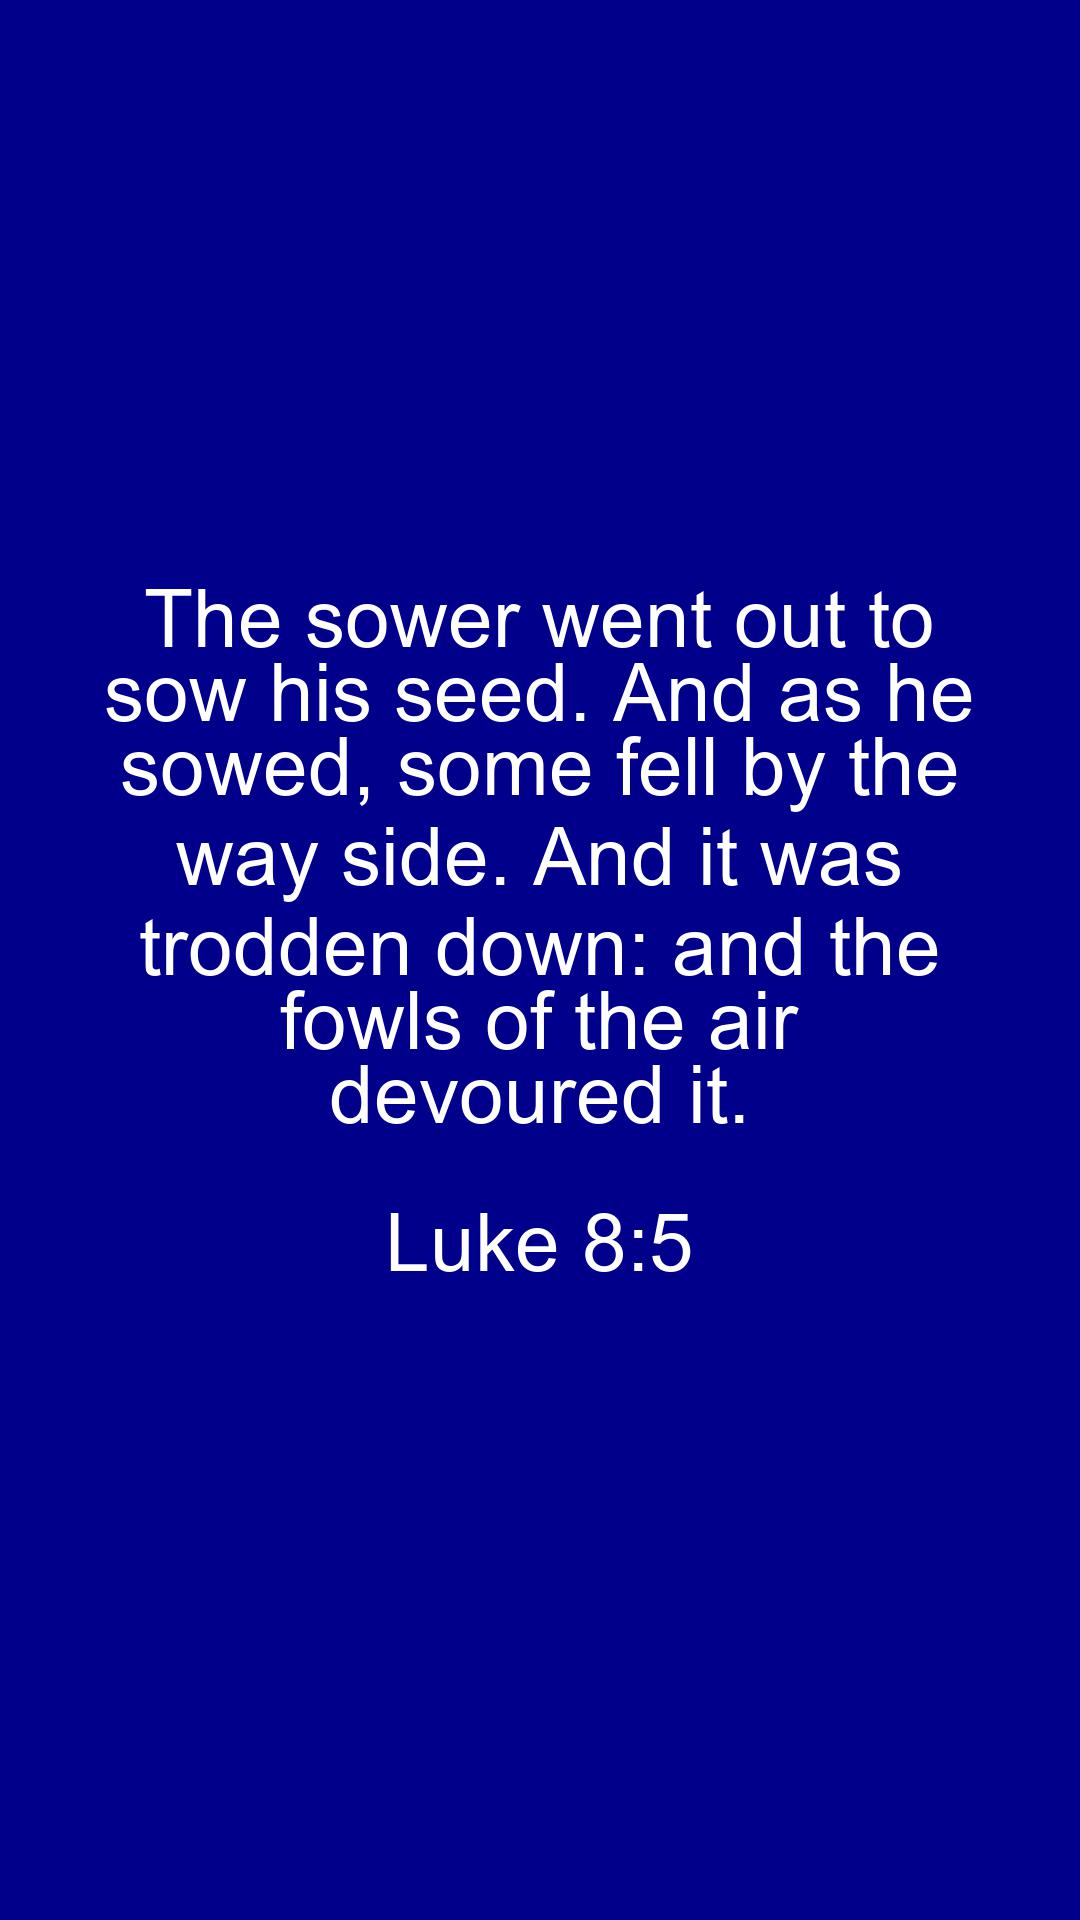 The sower went out to
sow his seed. And as he
sowed, some fell by the
way side. And it was
trodden down: and the
fowls of the air
devoured it.
Luke 8:5